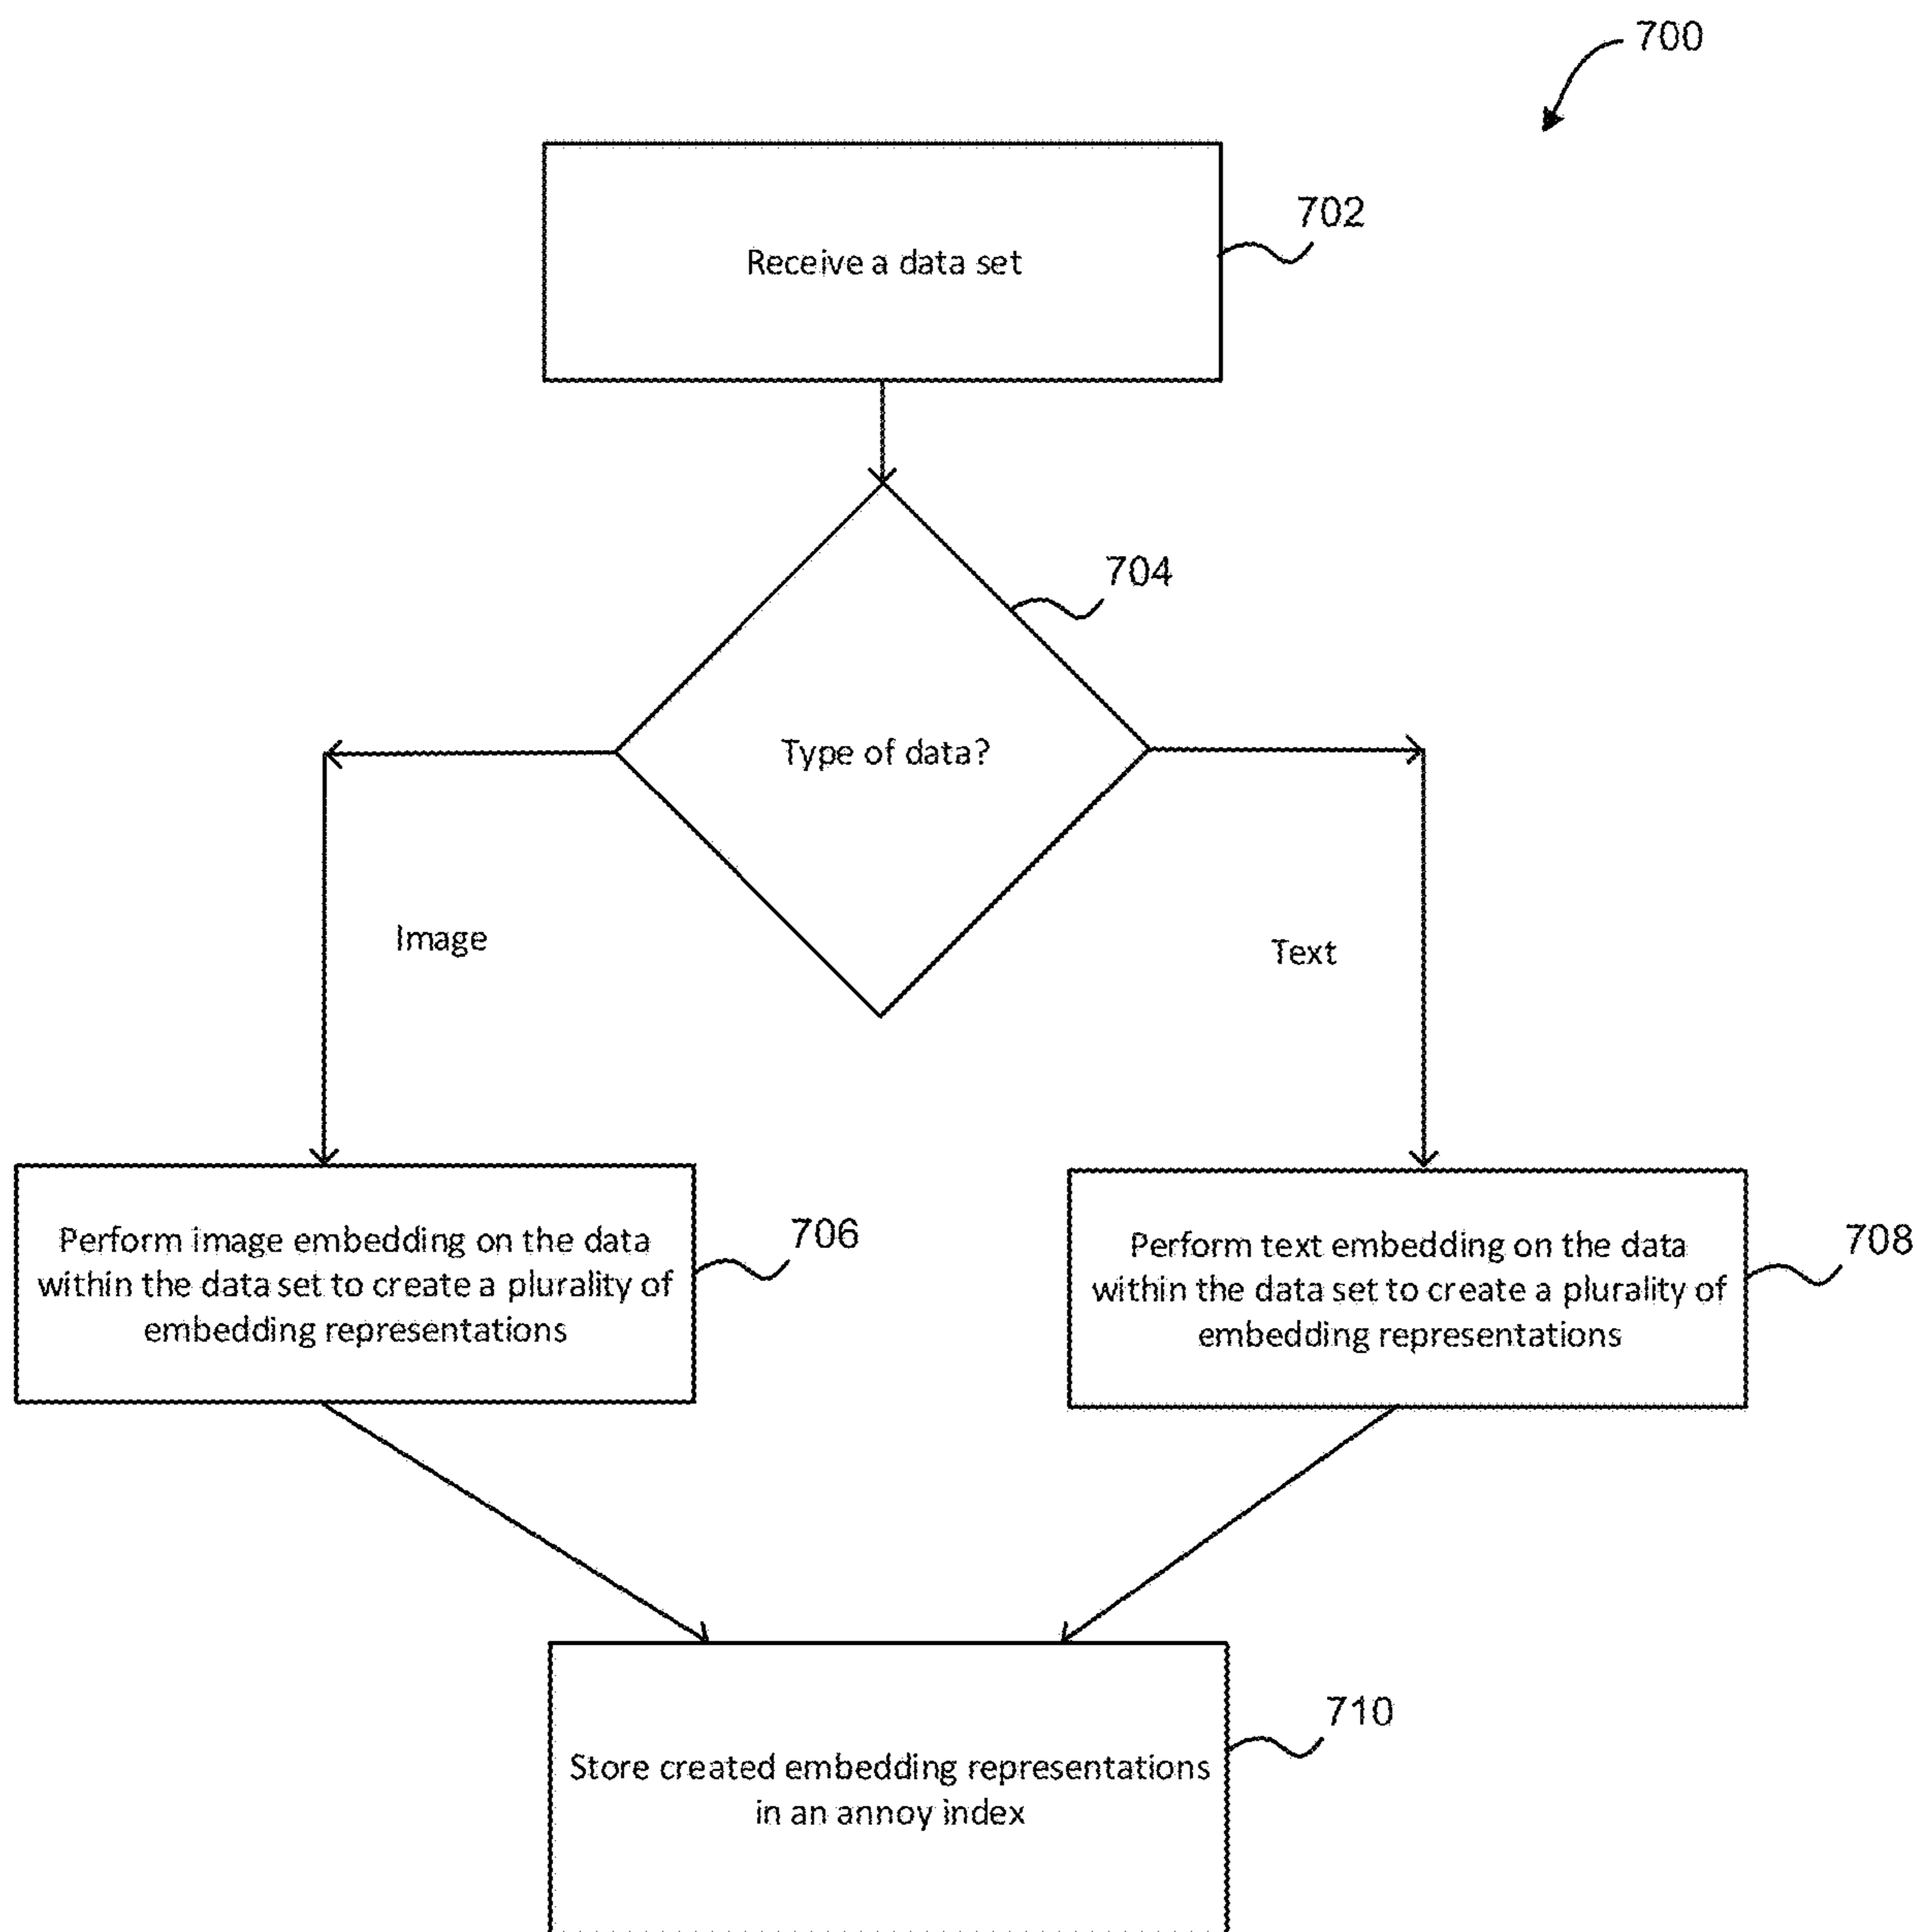 700
702
Receive a data set
704
Type of data?
Image
Text
706
Perform image embedding on the data
within the data set to create a plurality of
embedding representations
708
Perform text embedding on the data
within the data set to create a plurality of
embedding representations
710
Store created embedding representations
in an annoy index